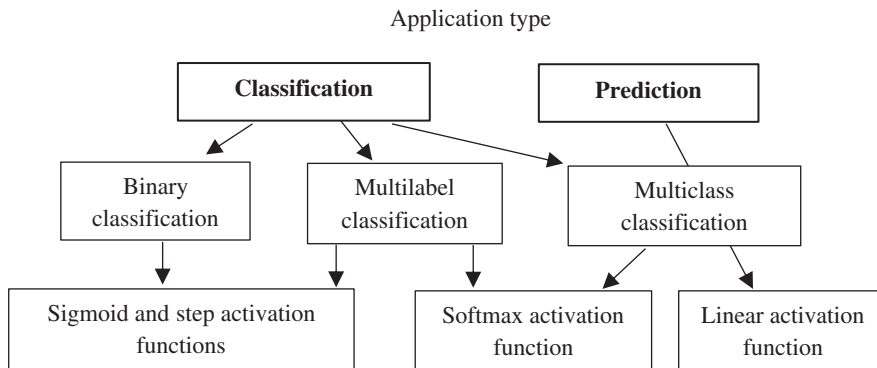 Application type
Classification
Prediction
Binary
classification
Multilabel
classification
Multiclass
classification
Sigmoid and step activation
functions
Softmax activation
function
Linear activation
function